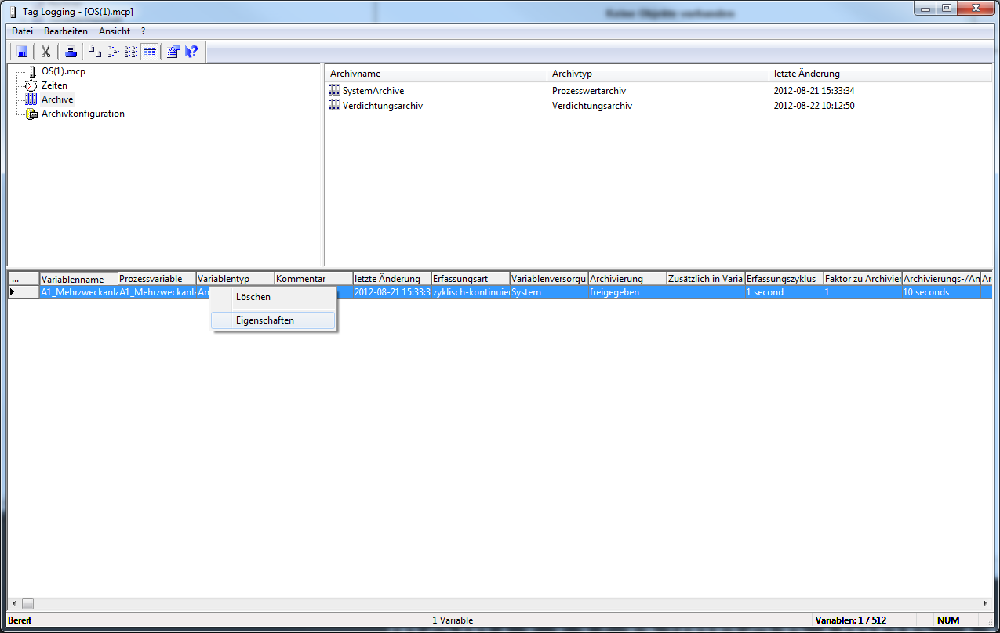 Tag Logging - [OS(1).mcp]
Keine Objekte vorhanden
Datei Bearbeiten Ansicht ?
OS(1).mcp
Zeiten
Archive
Archivkonfiguration
Archivname Archivtyp letzte Änderung
SystemArchive Prozesswertarchiv 2012-08-21 15:33:34
Verdichtungsarchiv Verdichtungsarchiv 2012-08-22 10:12:50
... Variablenname Prozessvariable Variablentyp Kommentar letzte Änderung Erfassungsart Variablenversorgu Archivierung Zusätzlich in Varial Erfassungszyklus Faktor zu Archivier Archivierungs-/An Ar
A1_Mehrzweckanla A1_Mehrzweckanla An 2012-08-21 15:33:3 zyklisch-kontinuier System freigegeben 1 second 1 10 seconds
Löschen
Eigenschaften
Bereit 1 Variable Variablen: 1 / 512 NUM